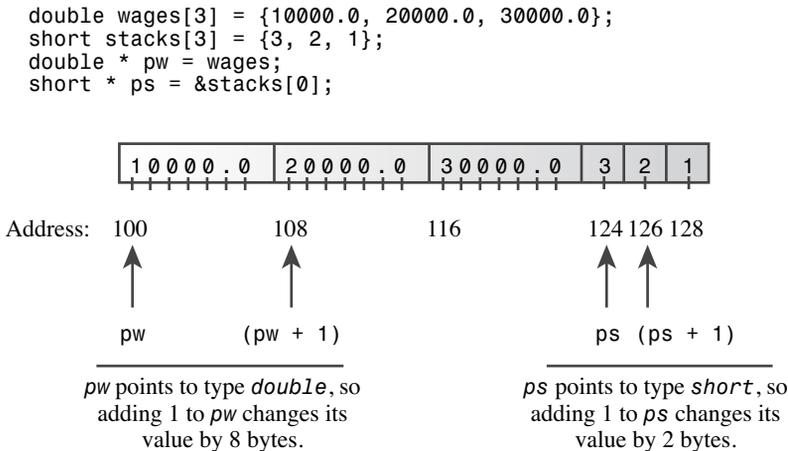 double wages[3] = {10000.0, 20000.0, 30000.0};
short stacks[3] = {3, 2, 1};
double * pw = wages;
short * ps = &stacks[0];
10000.0 20000.0 30000.0 3 2 1
Address: 100 108 116 124 126 128
pw (pw + 1) ps (ps + 1)
pw points to type double, so
adding 1 to pw changes its
value by 8 bytes.
ps points to type short, so
adding 1 to ps changes its
value by 2 bytes.